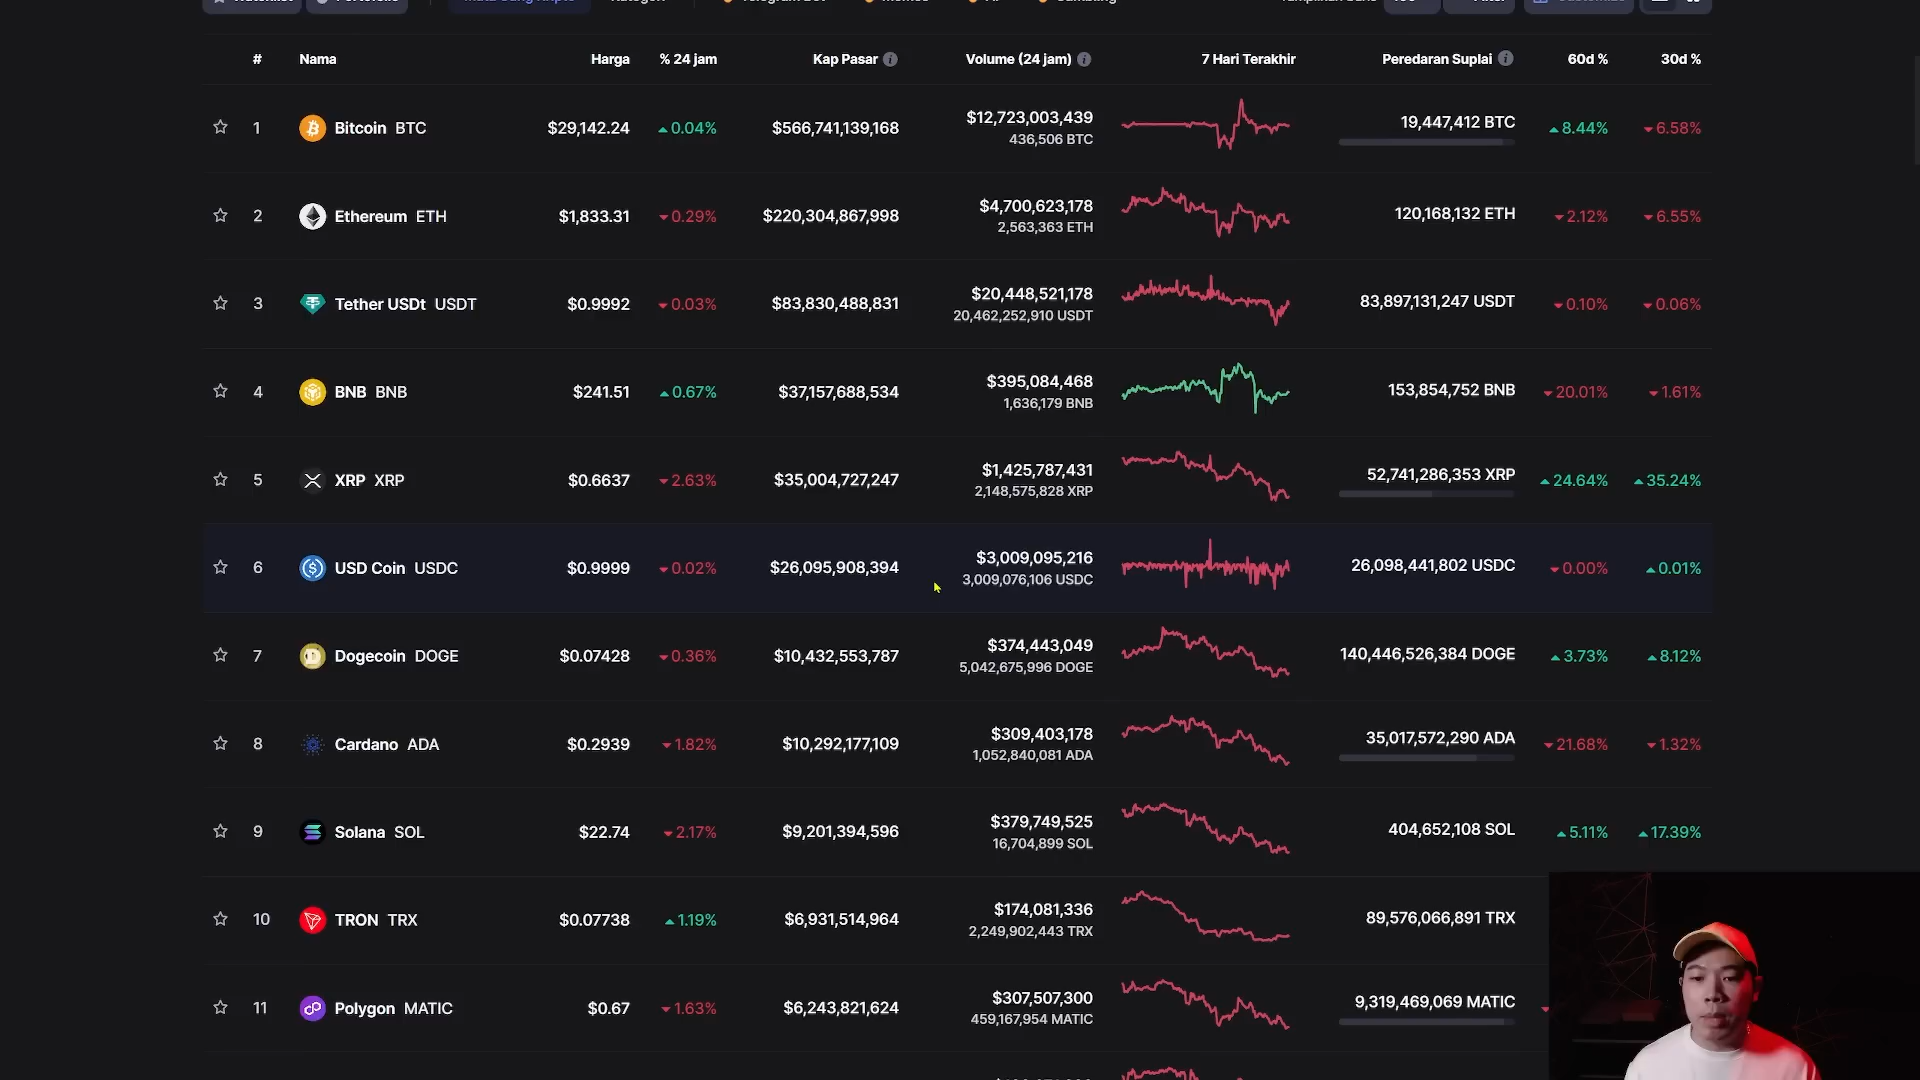 # Nama Harga % 24 jam Kap Pasar Volume (24 jam) 7 Hari Terakhir Peredaran Suplai 60d % 30d %
1 Bitcoin BTC $29,142.24 0.04% $566,741,139,168 $12,723,003,439 19,447,412 BTC 8.44% 6.58%
436,506 BTC
2 Ethereum ETH $1,833.31 0.29% $220,304,867,998 $4,700,623,178 120,168,132 ETH 2.12% 6.55%
2,563,363 ETH
3 Tether USDt USDT $0.9992 0.03% $83,830,488,831 $20,448,521,178 83,897,131,247 USDT 0.10% 0.06%
20,462,252,910 USDT
4 BNB BNB $241.51 0.67% $37,157,688,534 $395,084,468 153,854,752 BNB 20.01% 1.61%
1,636,179 BNB
5 XRP XRP $0.6637 2.63% $35,004,727,247 $1,425,787,431 52,741,286,353 XRP 24.64% 35.24%
2,148,575,828 XRP
6 USD Coin USDC $0.9999 0.02% $26,095,908,394 $3,009,095,216 26,098,441,802 USDC 0.00% 0.01%
3,009,076,106 USDC
7 Dogecoin DOGE $0.07428 0.36% $10,432,553,787 $374,443,049 140,446,526,384 DOGE 3.73% 8.12%
5,042,675,996 DOGE
8 Cardano ADA $0.2939 1.82% $10,292,177,109 $309,403,178 35,017,572,290 ADA 21.68% 1.32%
1,052,840,081 ADA
9 Solana SOL $22.74 2.17% $9,201,394,596 $379,749,525 404,652,108 SOL 5.11% 17.39%
16,704,899 SOL
10 TRON TRX $0.07738 1.19% $6,931,514,964 $174,081,336 89,576,066,891 TRX
2,249,902,443 TRX
11 Polygon MATIC $0.67 1.63% $6,243,821,624 $307,507,300 9,319,469,069 MATIC
459,167,954 MATIC